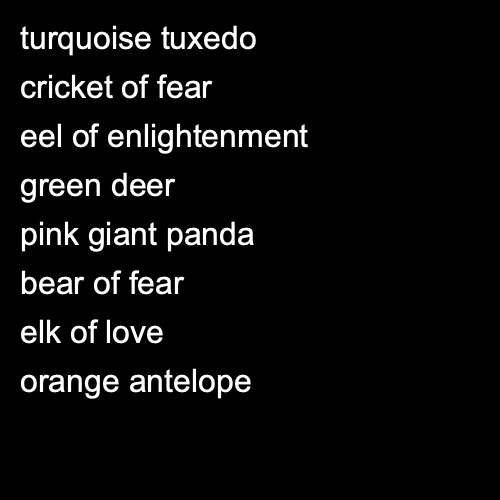 turquoise tuxedo
cricket of fear
eel of enlightenment
green deer
pink giant panda
bear of fear
elk of love
orange antelope